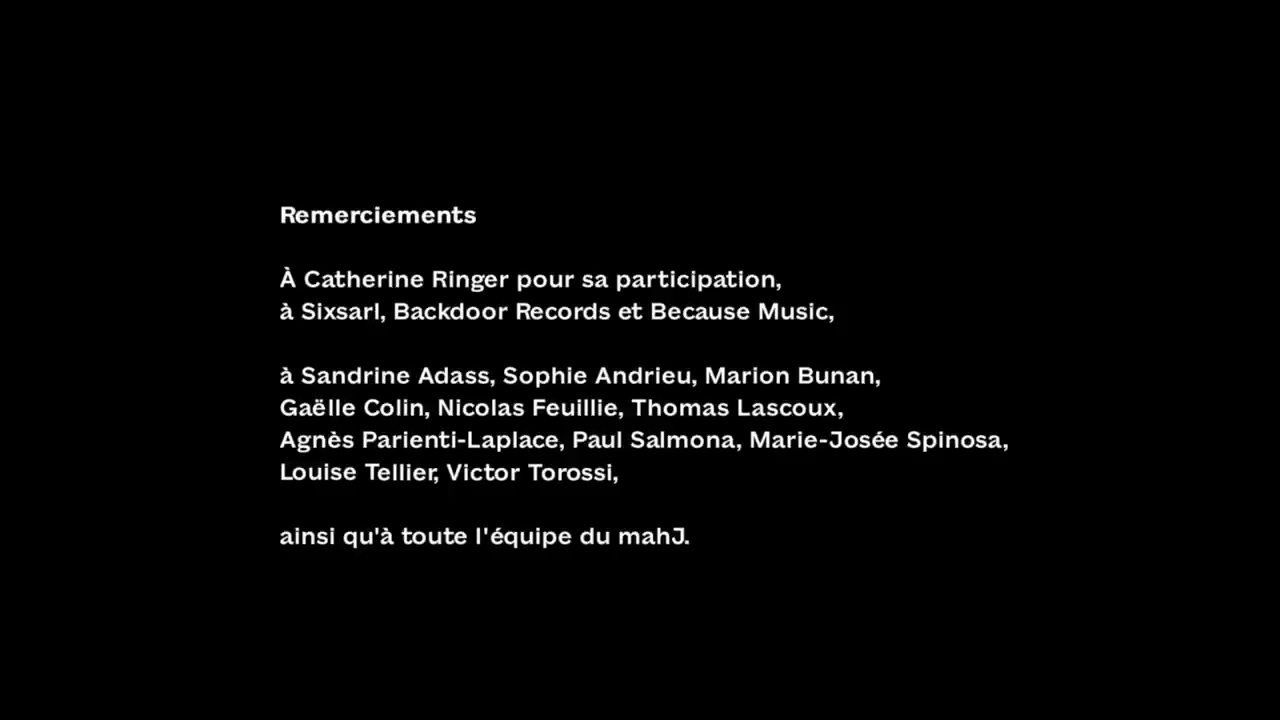 Remerciements
À Catherine Ringer pour sa participation,
à Sixsarl, Backdoor Records et Because Music,
à Sandrine Adass, Sophie Andrieu, Marion Bunan,
Gaëlle Colin, Nicolas Feuillie, Thomas Lascoux,
Agnès Parienti-Laplace, Paul Salmona, Marie-Josée Spinosa,
Louise Tellier, Victor Torossi,
ainsi qu'à toute l'équipe du mahJ.